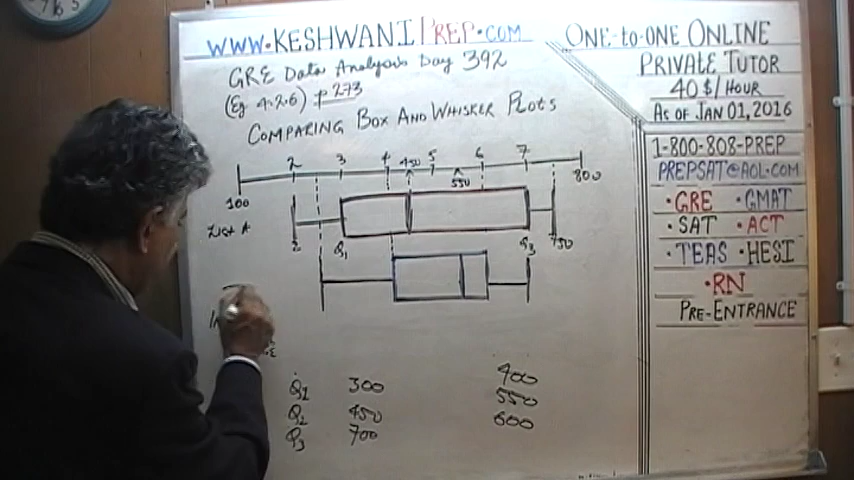 WWW.KESHWANIPREP.COM
GRE Data Analysis Day 392
(Eg 4.2.6) p 273
COMPARING BOX AND WHISKER PLOTS
2 3 4 450 5 550 6 7
100 800
List A
2 Q1 Q3 750
Q1 300 400
Q2 450 550
Q3 700 600
ONE-TO-ONE ONLINE
PRIVATE TUTOR
40 $/HOUR
AS OF JAN 01, 2016
1-800-808-PREP
PREPSAT@AOL.COM
•GRE •GMAT
•SAT •ACT
•TEAS •HESI
•RN
PRE-ENTRANCE